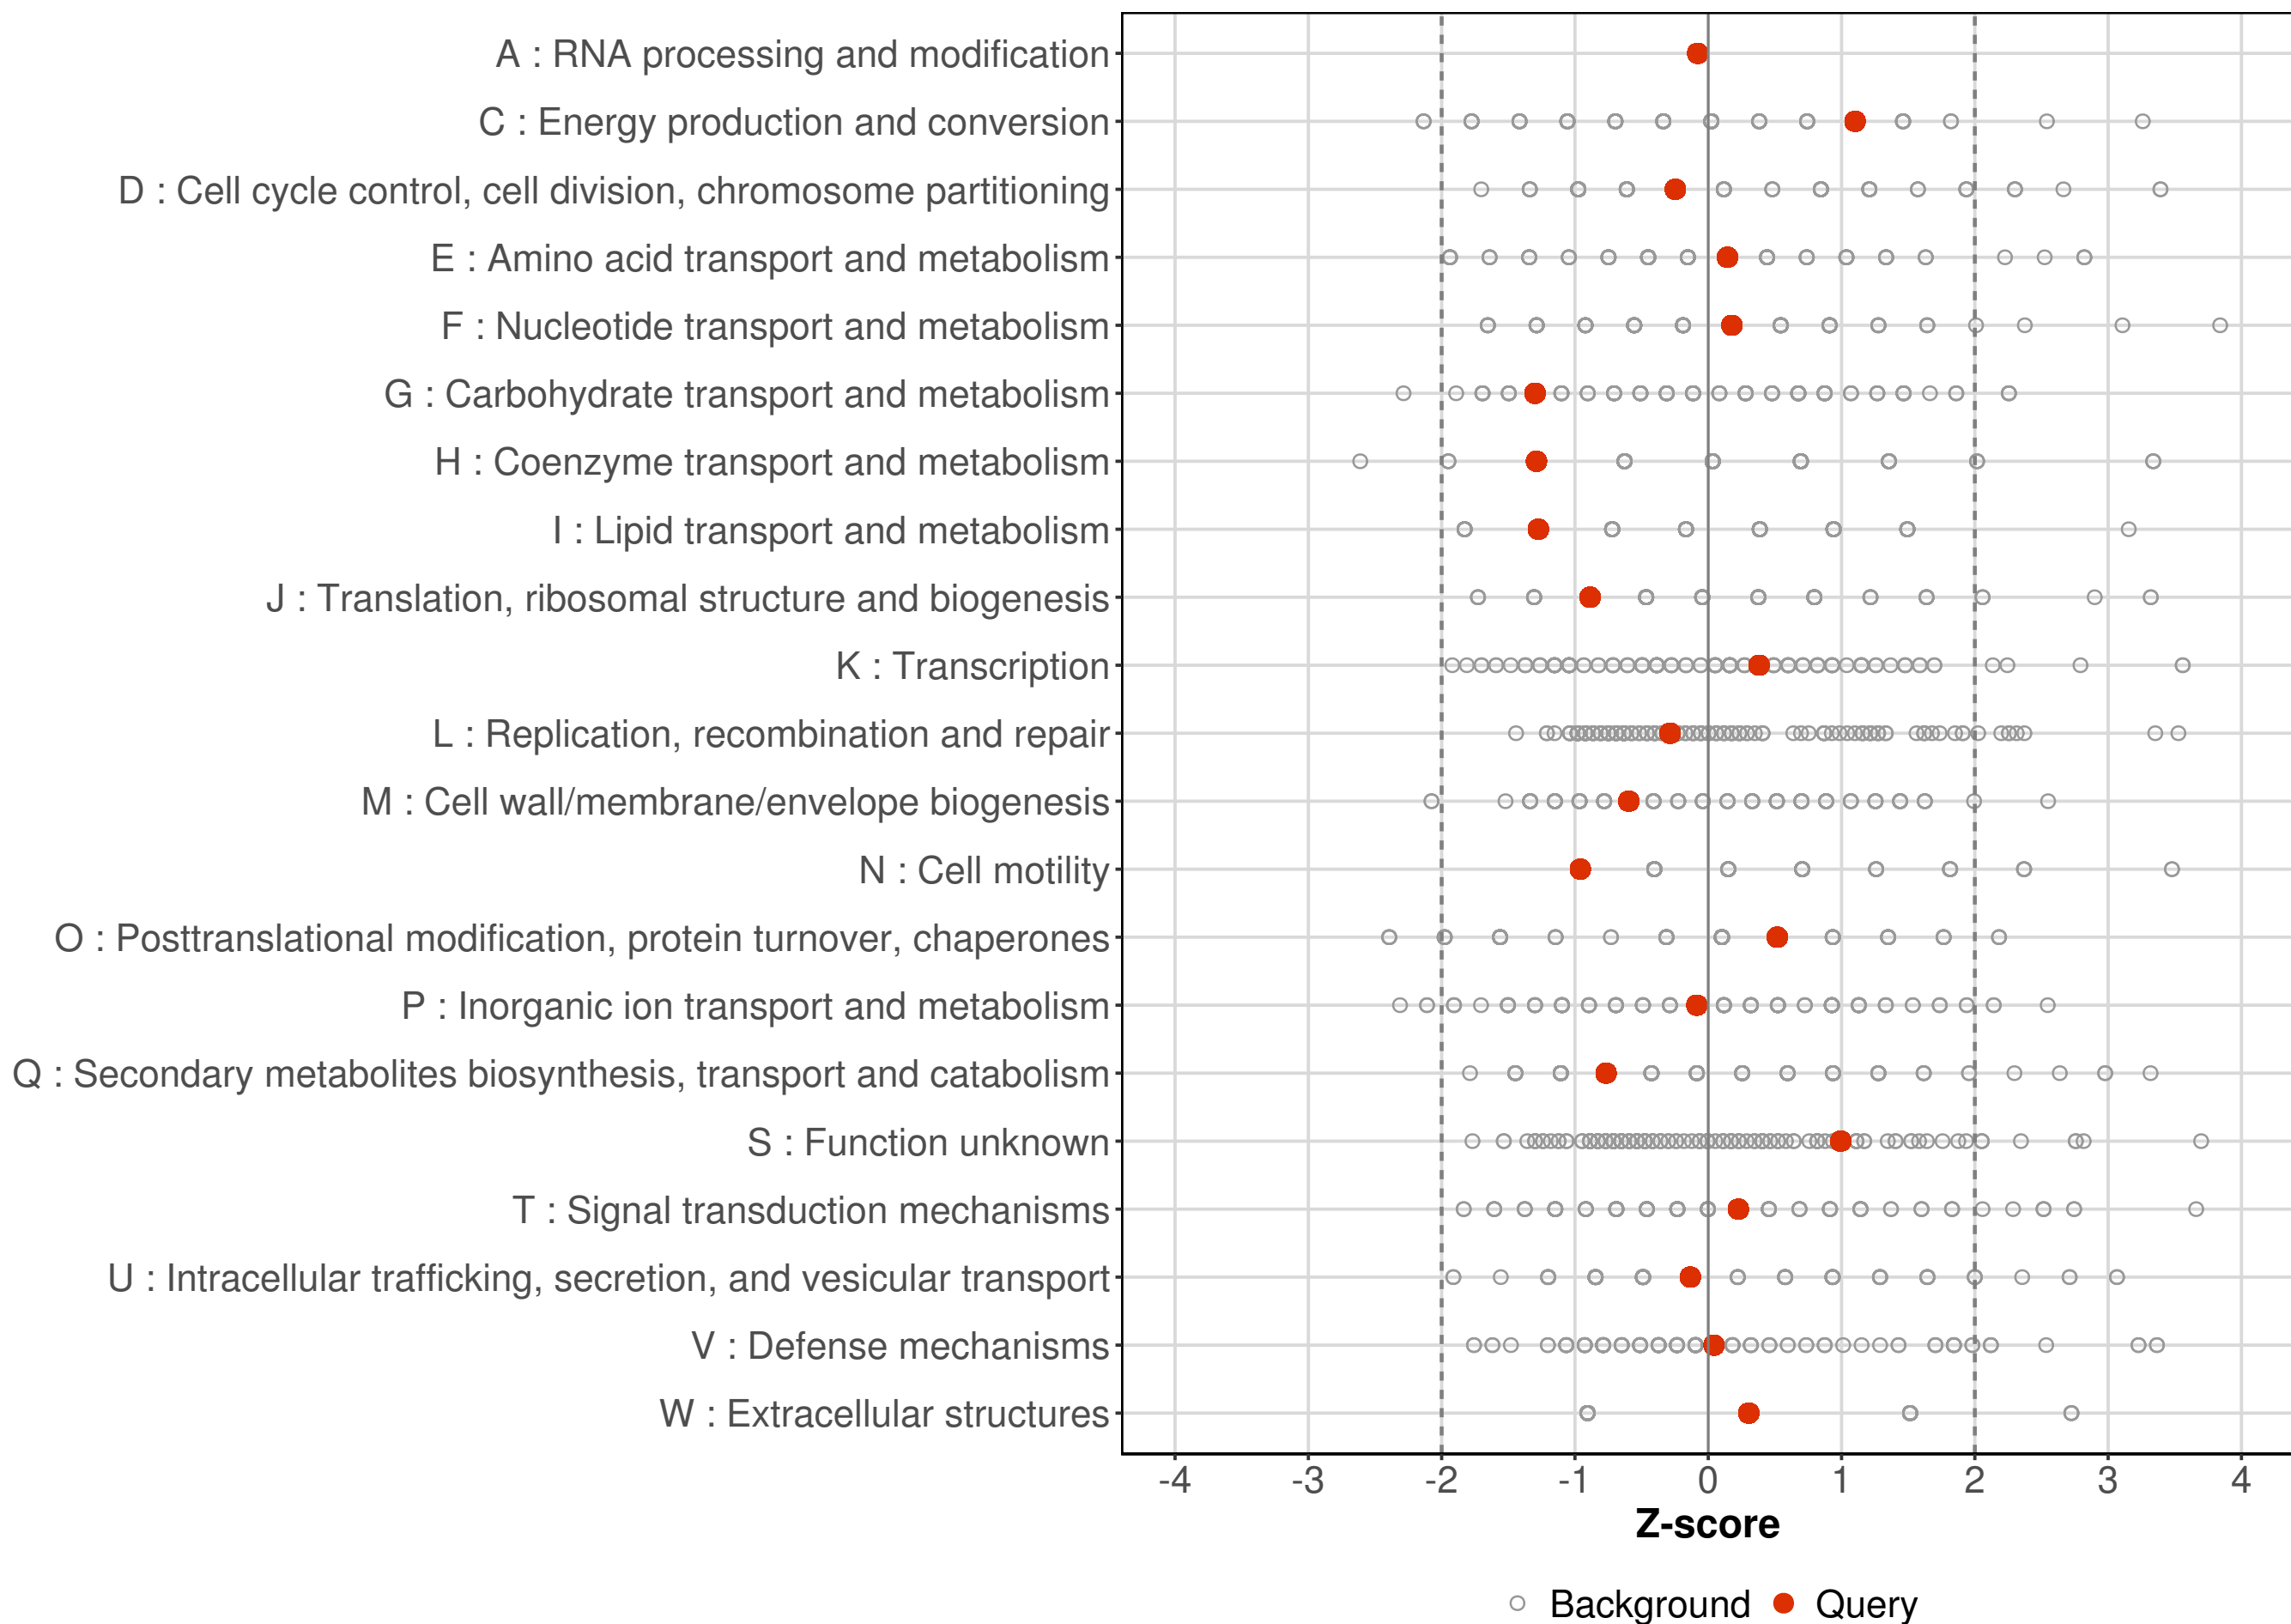 A : RNA processing and modification
C : Energy production and conversion
D : Cell cycle control, cell division, chromosome partitioning
E : Amino acid transport and metabolism
F : Nucleotide transport and metabolism
G : Carbohydrate transport and metabolism
H : Coenzyme transport and metabolism
I : Lipid transport and metabolism
J : Translation, ribosomal structure and biogenesis
K : Transcription
L : Replication, recombination and repair
M : Cell wall/membrane/envelope biogenesis
N : Cell motility
O : Posttranslational modification, protein turnover, chaperones
P : Inorganic ion transport and metabolism
Q : Secondary metabolites biosynthesis, transport and catabolism
S : Function unknown
T : Signal transduction mechanisms
U : Intracellular trafficking, secretion, and vesicular transport
V : Defense mechanisms
W : Extracellular structures
-4 -3 -2 -1 0 1 2 3 4
Z-score
Background Query